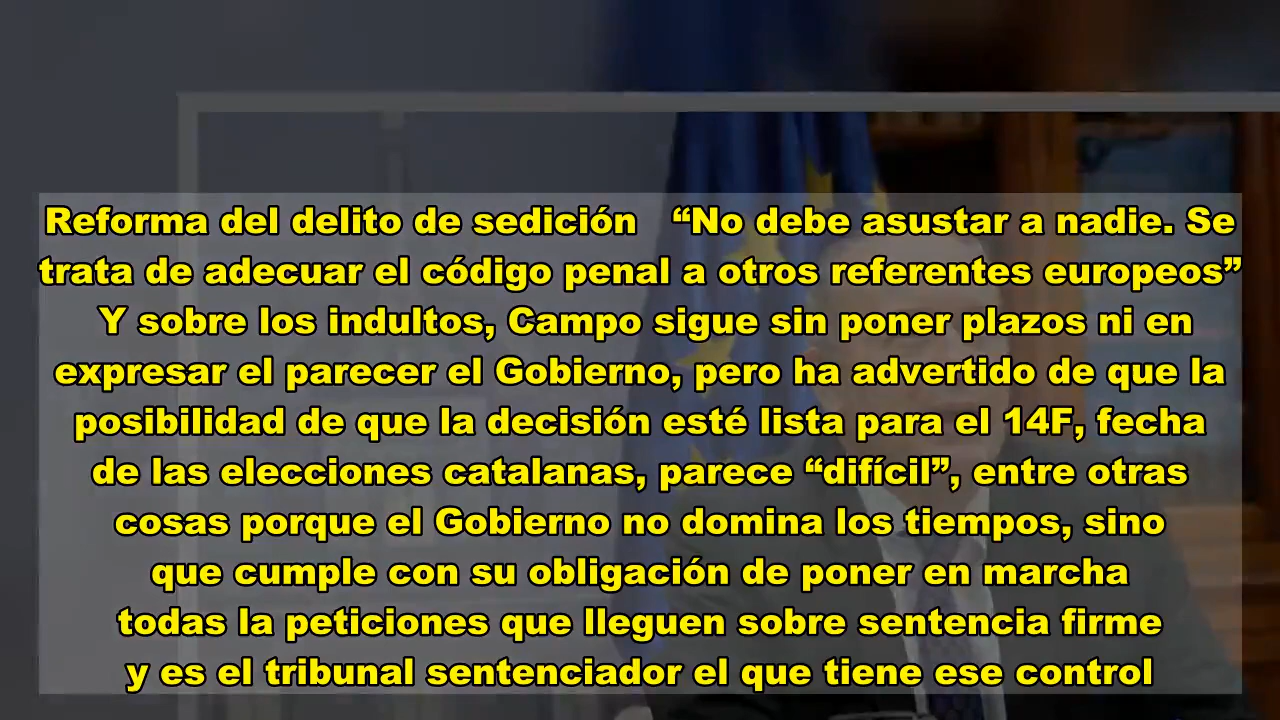 Reforma del delito de sedición “No debe asustar a nadie. Se
trata de adecuar el código penal a otros referentes europeos”
Y sobre los indultos, Campo sigue sin poner plazos ni en
expresar el parecer el Gobierno, pero ha advertido de que la
posibilidad de que la decisión esté lista para el 14F, fecha
de las elecciones catalanas, parece “difícil”, entre otras
cosas porque el Gobierno no domina los tiempos, sino
que cumple con su obligación de poner en marcha
todas la peticiones que lleguen sobre sentencia firme
y es el tribunal sentenciador el que tiene ese control